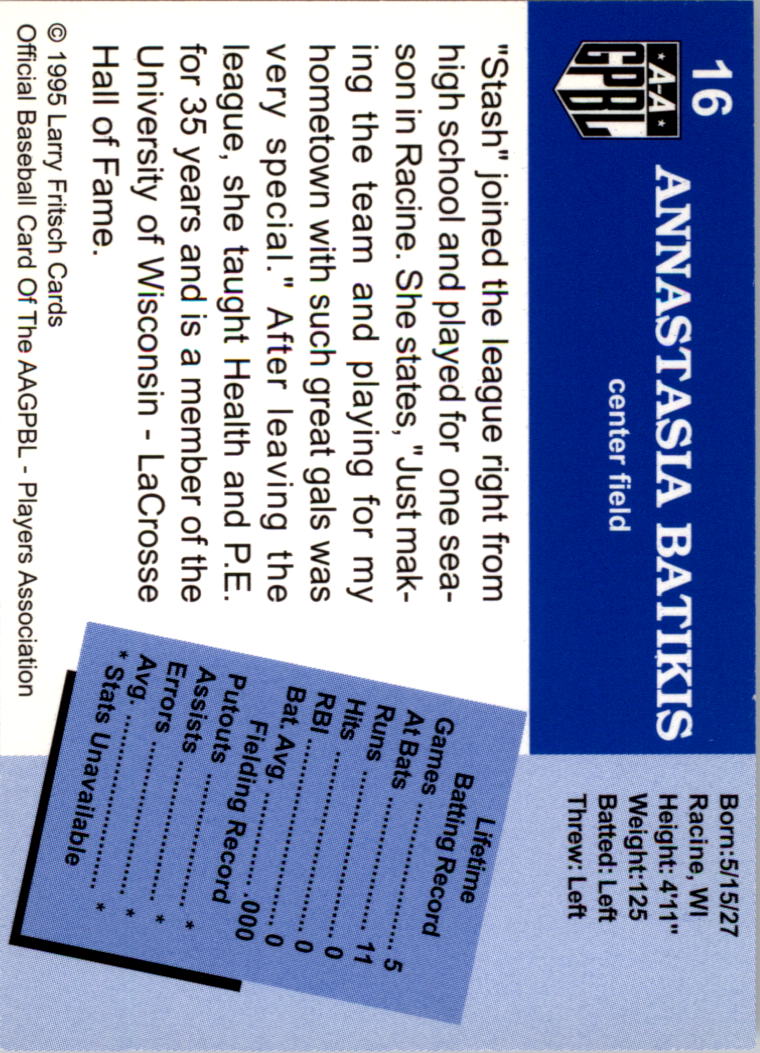 16
ANNASTASIA BATIKIS
center field
A-A
GPBL
Born:5/15/27
Racine, WI
Height: 4'11"
Weight:125
Batted: Left
Threw: Left
"Stash" joined the league right from
high school and played for one sea-
son in Racine. She states, "Just mak-
ing the team and playing for my
hometown with such great gals was
very special." After leaving the
league, she taught Health and P.E.
for 35 years and is a member of the
University of Wisconsin - LaCrosse
Hall of Fame.
Lifetime
Batting Record
Games ........................ 5
At Bats ...................... 11
Runs ........................... 0
Hits ............................. 0
RBI .............................. 0
Bat. Avg. ................ .000
Fielding Record
Putouts ...................... *
Assists ....................... *
Errors ......................... *
Avg. ............................ *
* Stats Unavailable
© 1995 Larry Fritsch Cards
Official Baseball Card Of The AAGPBL - Players Association